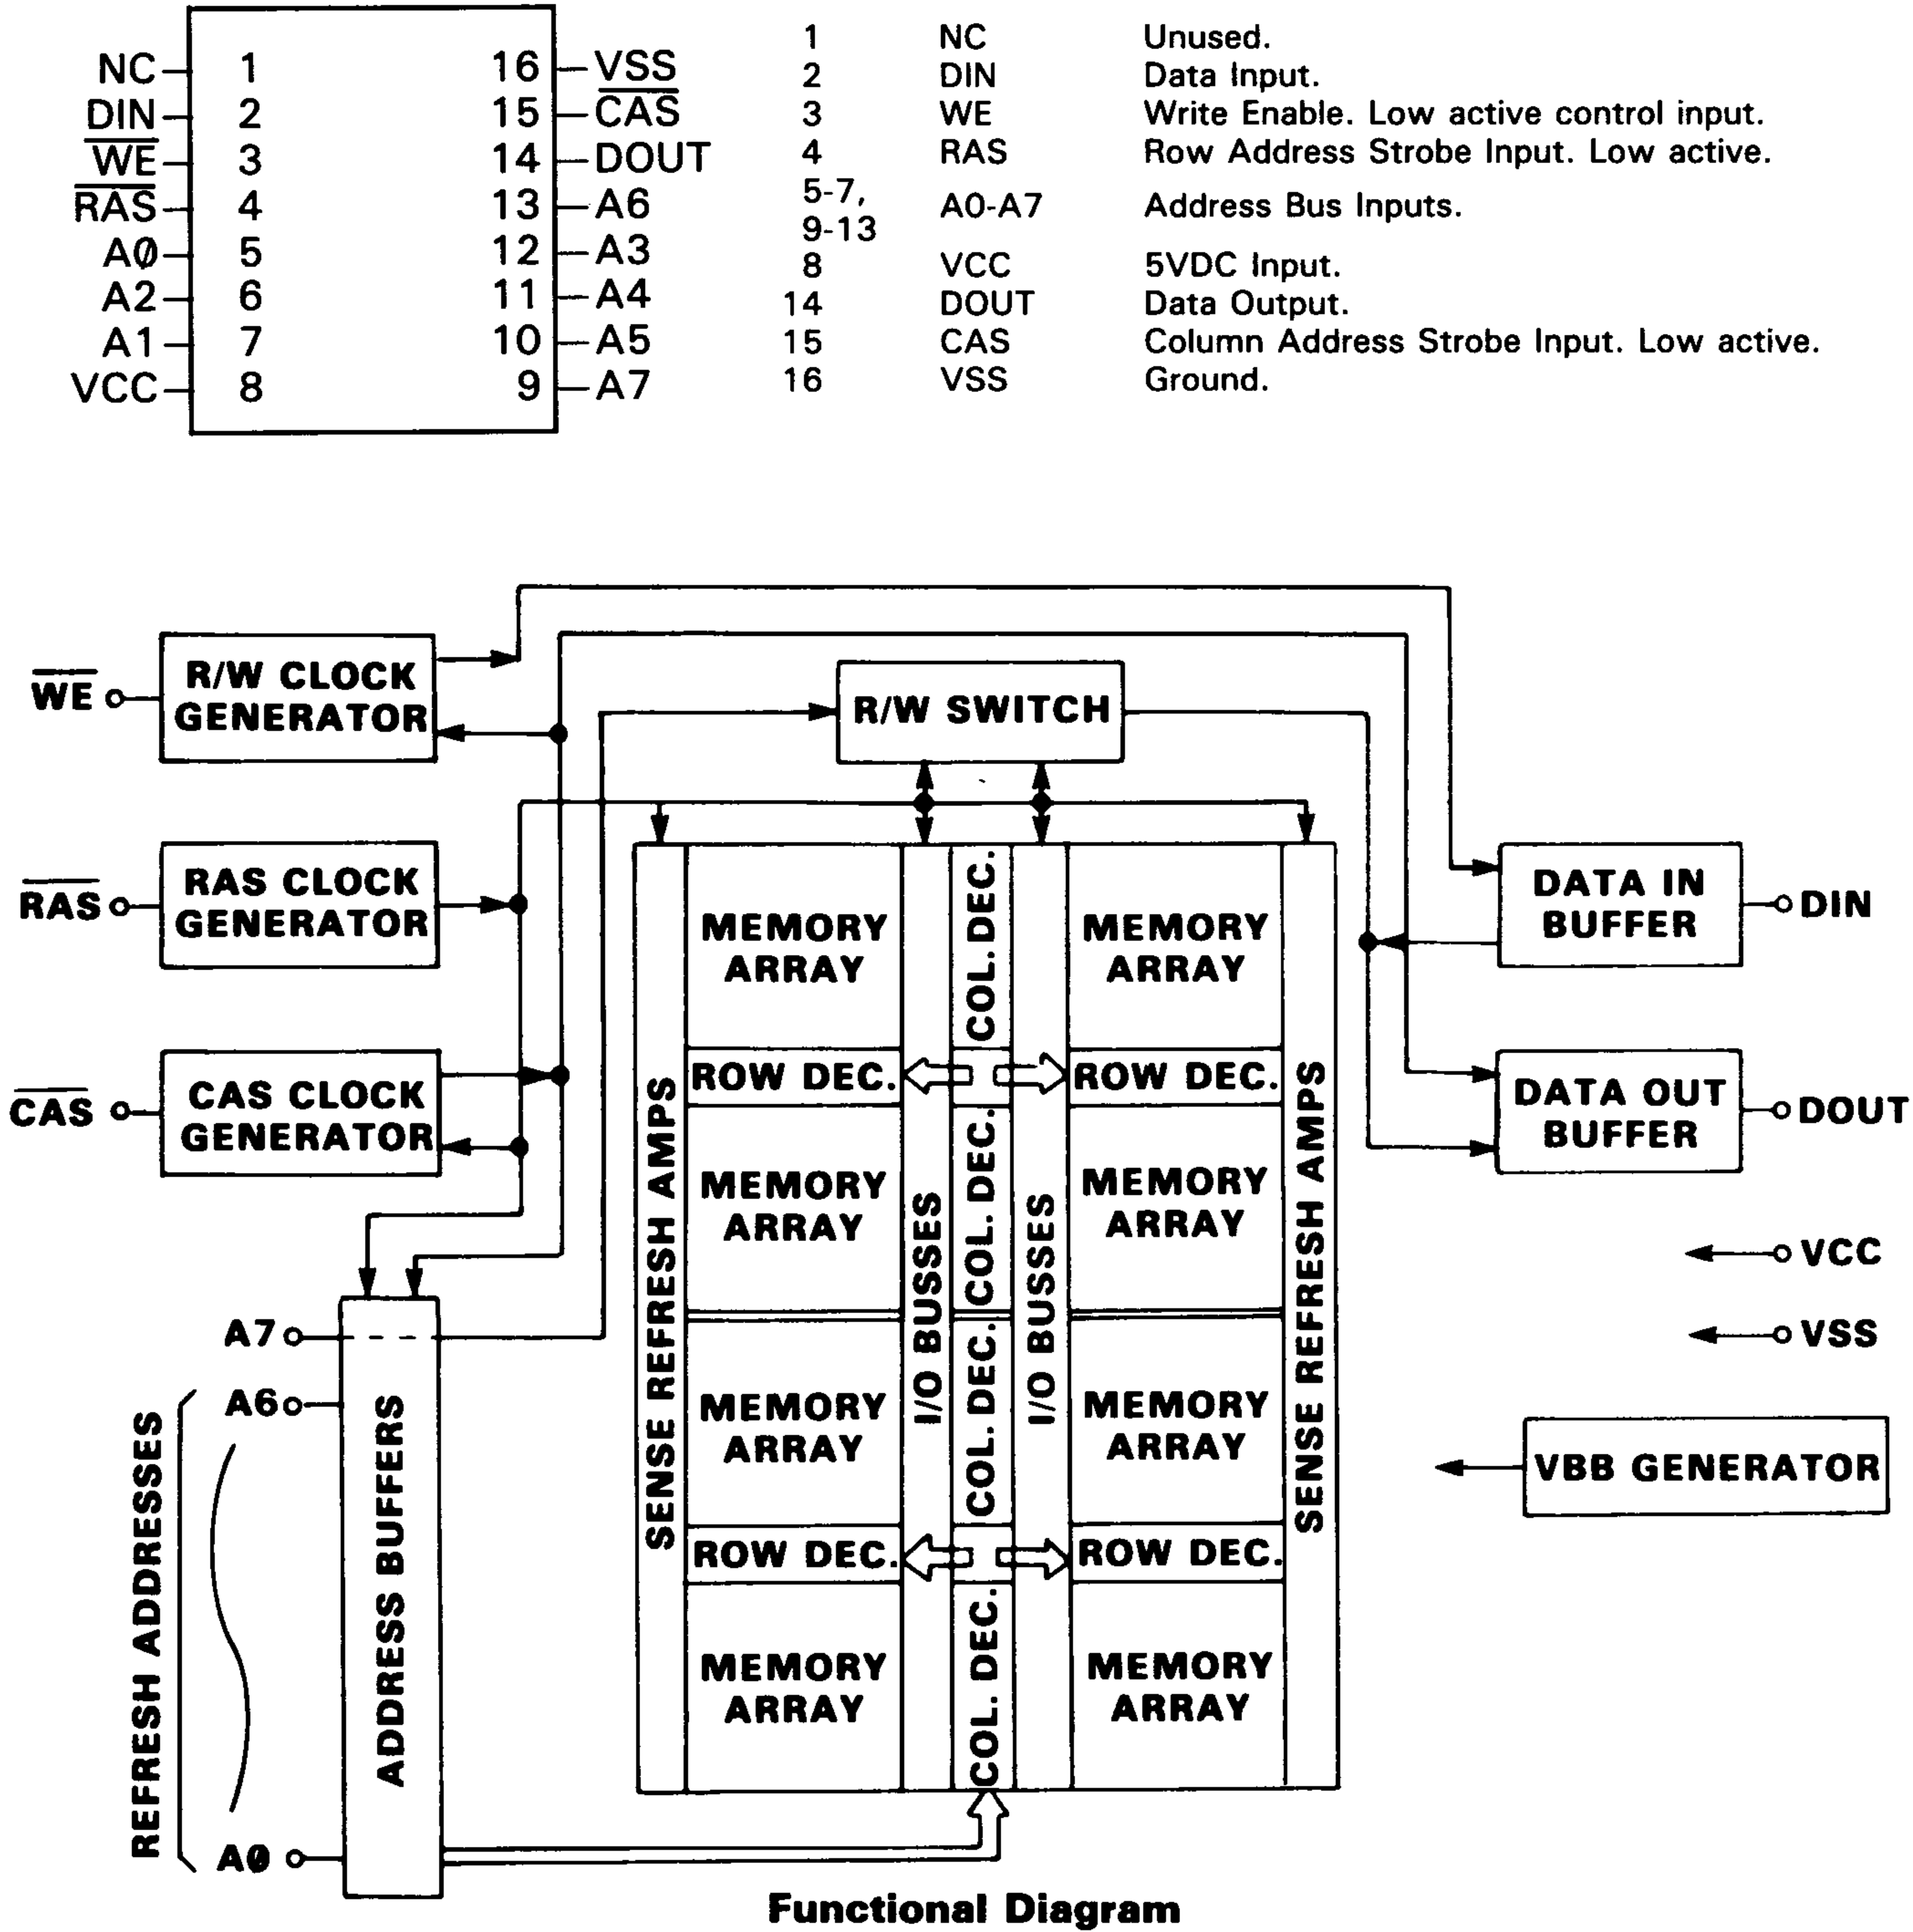 NC 1 16 VSS
DIN 2 15 CAS
WE 3 14 DOUT
RAS 4 13 A6
A0 5 12 A3
A2 6 11 A4
A1 7 10 A5
VCC 8 9 A7
1 NC Unused.
2 DIN Data Input.
3 WE Write Enable. Low active control input.
4 RAS Row Address Strobe Input. Low active.
5-7,
9-13 A0-A7 Address Bus Inputs.
8 VCC 5VDC Input.
14 DOUT Data Output.
15 CAS Column Address Strobe Input. Low active.
16 VSS Ground.
WE
R/W CLOCK
GENERATOR
R/W SWITCH
RAS
RAS CLOCK
GENERATOR
CAS
CAS CLOCK
GENERATOR
SENSE REFRESH AMPS
MEMORY
ARRAY
ROW DEC.
MEMORY
ARRAY
MEMORY
ARRAY
ROW DEC.
MEMORY
ARRAY
I/O BUSSES
COL. DEC.
COL. DEC.
COL. DEC.
COL. DEC.
I/O BUSSES
MEMORY
ARRAY
ROW DEC.
MEMORY
ARRAY
MEMORY
ARRAY
ROW DEC.
MEMORY
ARRAY
SENSE REFRESH AMPS
DATA IN
BUFFER
DIN
DATA OUT
BUFFER
DOUT
VCC
VSS
VBB GENERATOR
A7
A6
A0
REFRESH ADDRESSES
ADDRESS BUFFERS
Functional Diagram